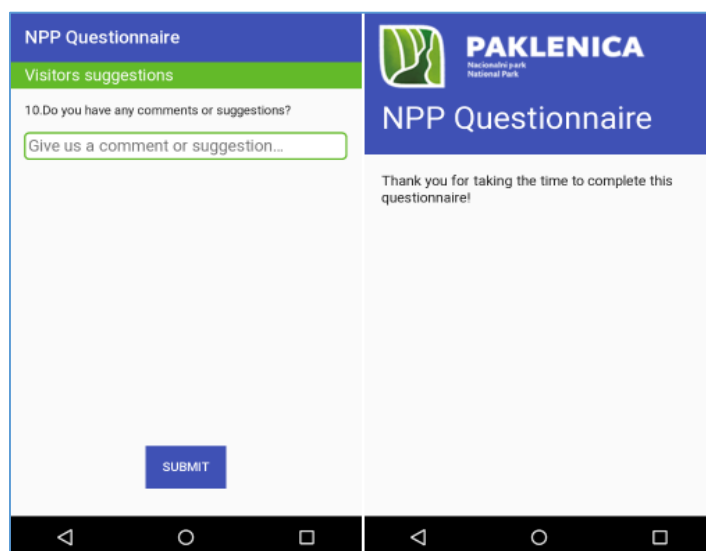 NPP Questionnaire
Visitors suggestions
10.Do you have any comments or suggestions?
Give us a comment or suggestion...
SUBMIT
PAKLENICA
Nacionalni park
National Park
NPP Questionnaire
Thank you for taking the time to complete this
questionnaire!